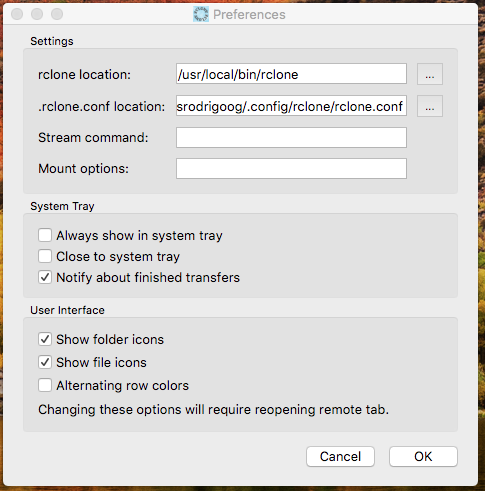 Preferences
Settings
rclone location: /usr/local/bin/rclone ...
.rclone.conf location: srodrigoog/.config/rclone/rclone.conf ...
Stream command:
Mount options:
System Tray
Always show in system tray
Close to system tray
Notify about finished transfers
User Interface
Show folder icons
Show file icons
Alternating row colors
Changing these options will require reopening remote tab.
Cancel OK